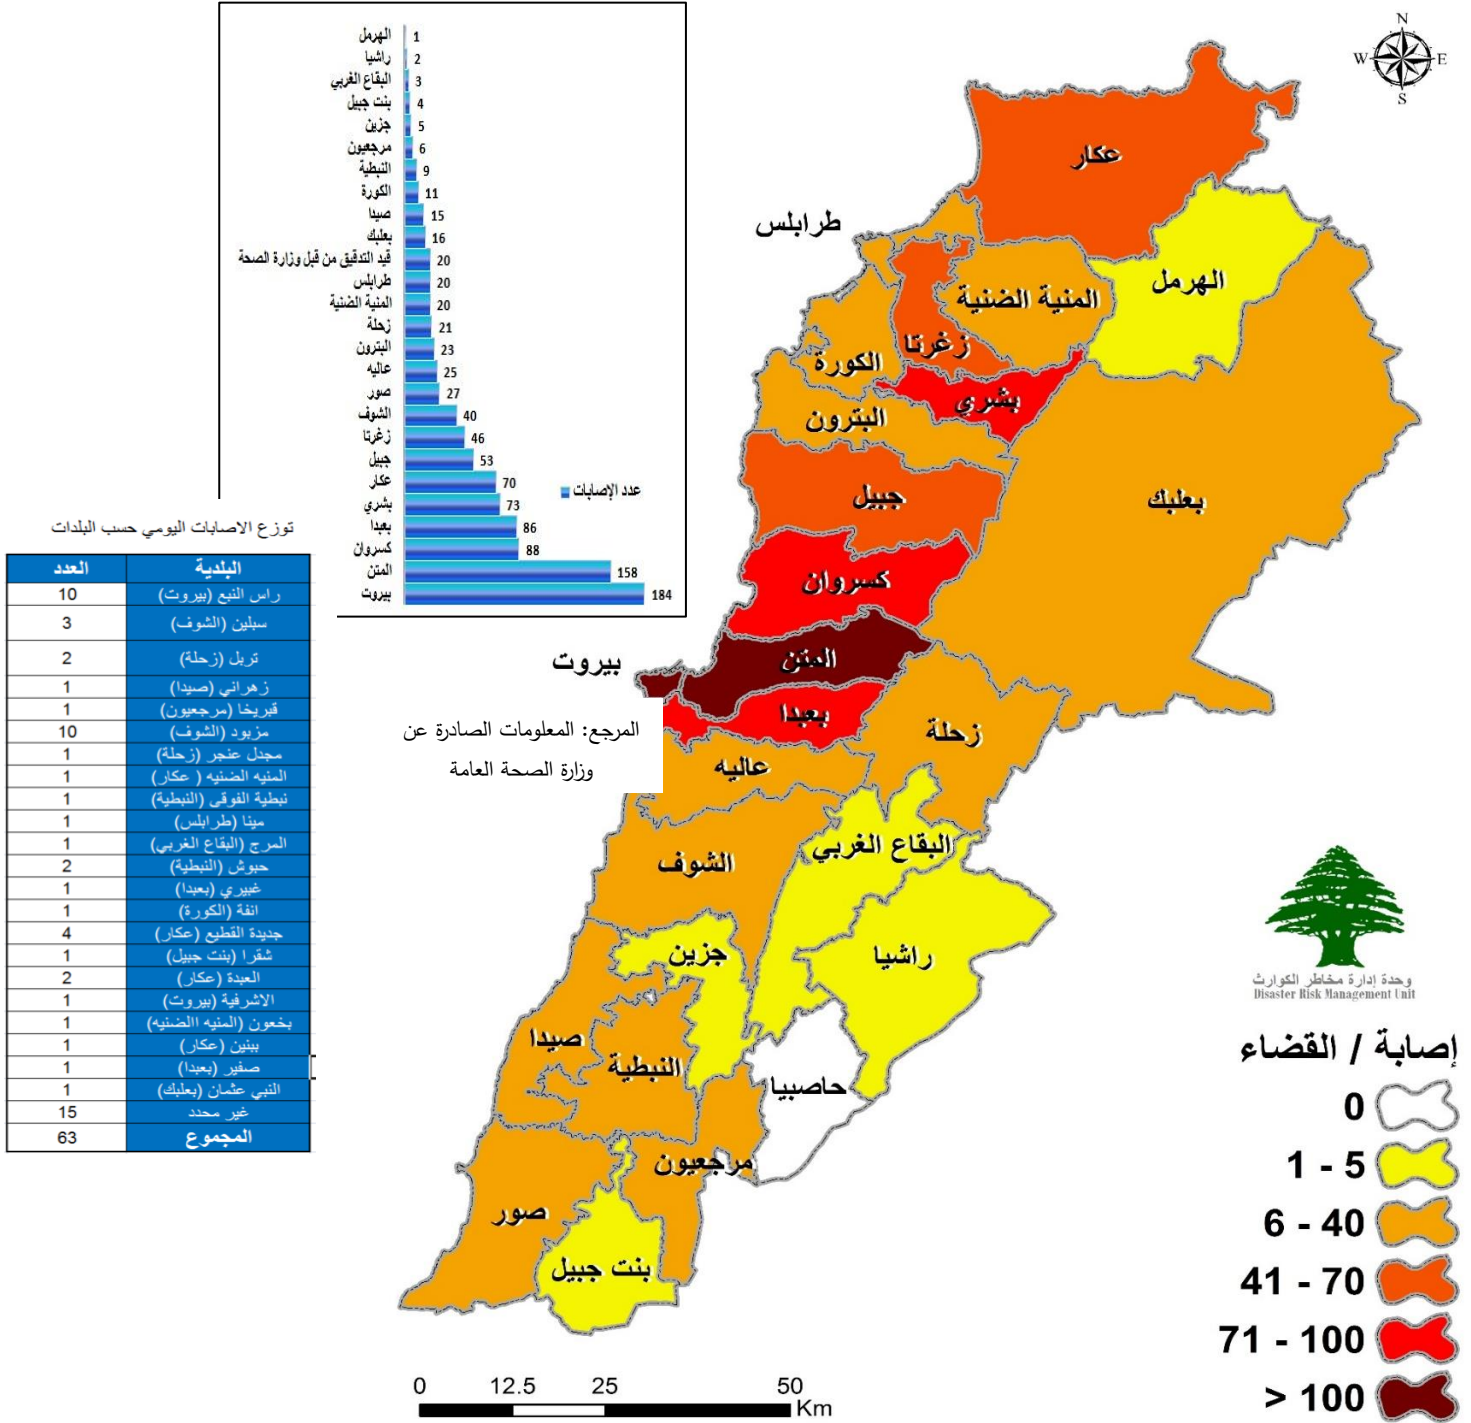 الهرمل 1
راشيا 2
البقاع الغربي 3
بنت جبيل 4
جزين 5
مرجعيون 6
النبطية 9
الكورة 11
صيدا 15
بعلبك 16
قيد التدقيق من قبل وزارة الصحة 20
طرابلس 20
المنية الضنية 20
زحلة 21
البترون 23
عاليه 25
صور 27
الشوف 40
زغرتا 46
جبيل 53
عكار 70
بشري 73
بعبدا 86
كسروان 88
المتن 158
بيروت 184
عدد الإصابات
N
W E
S
عكار
طرابلس
الهرمل
المنية الضنية
زغرتا
الكورة
بشري
البترون
بعلبك
جبيل
كسروان
المتن
بيروت
بعبدا
زحلة
عاليه
البقاع الغربي
الشوف
راشيا
جزين
صيدا
النبطية
حاصبيا
مرجعيون
صور
بنت جبيل
المرجع: المعلومات الصادرة عن
وزارة الصحة العامة
توزع الاصابات اليومي حسب البلدات
البلدية العدد
راس النبع (بيروت) 10
سبلين (الشوف) 3
تربل (زحلة) 2
زهراني (صيدا) 1
قبريخا (مرجعيون) 1
مزبود (الشوف) 10
مجدل عنجر (زحلة) 1
المنيه الضنيه ( عكار) 1
نبطية الفوقى (النبطية) 1
مينا (طرابلس) 1
المرج (البقاع الغربي) 1
حبوش (النبطية) 2
غبيري (بعبدا) 1
انفة (الكورة) 1
جديدة القطيع (عكار) 4
شقرا (بنت جبيل) 1
العبدة (عكار) 2
الاشرفية (بيروت) 1
بخعون (المنيه االضنيه) 1
ببنين (عكار) 1
صفير (بعبدا) 1
النبي عثمان (بعلبك) 1
غير محدد 15
المجموع 63
وحدة إدارة مخاطر الكوارث
Disaster Risk Management Unit
إصابة / القضاء
0
1 - 5
6 - 40
41 - 70
71 - 100
> 100
0 12.5 25 50
Km